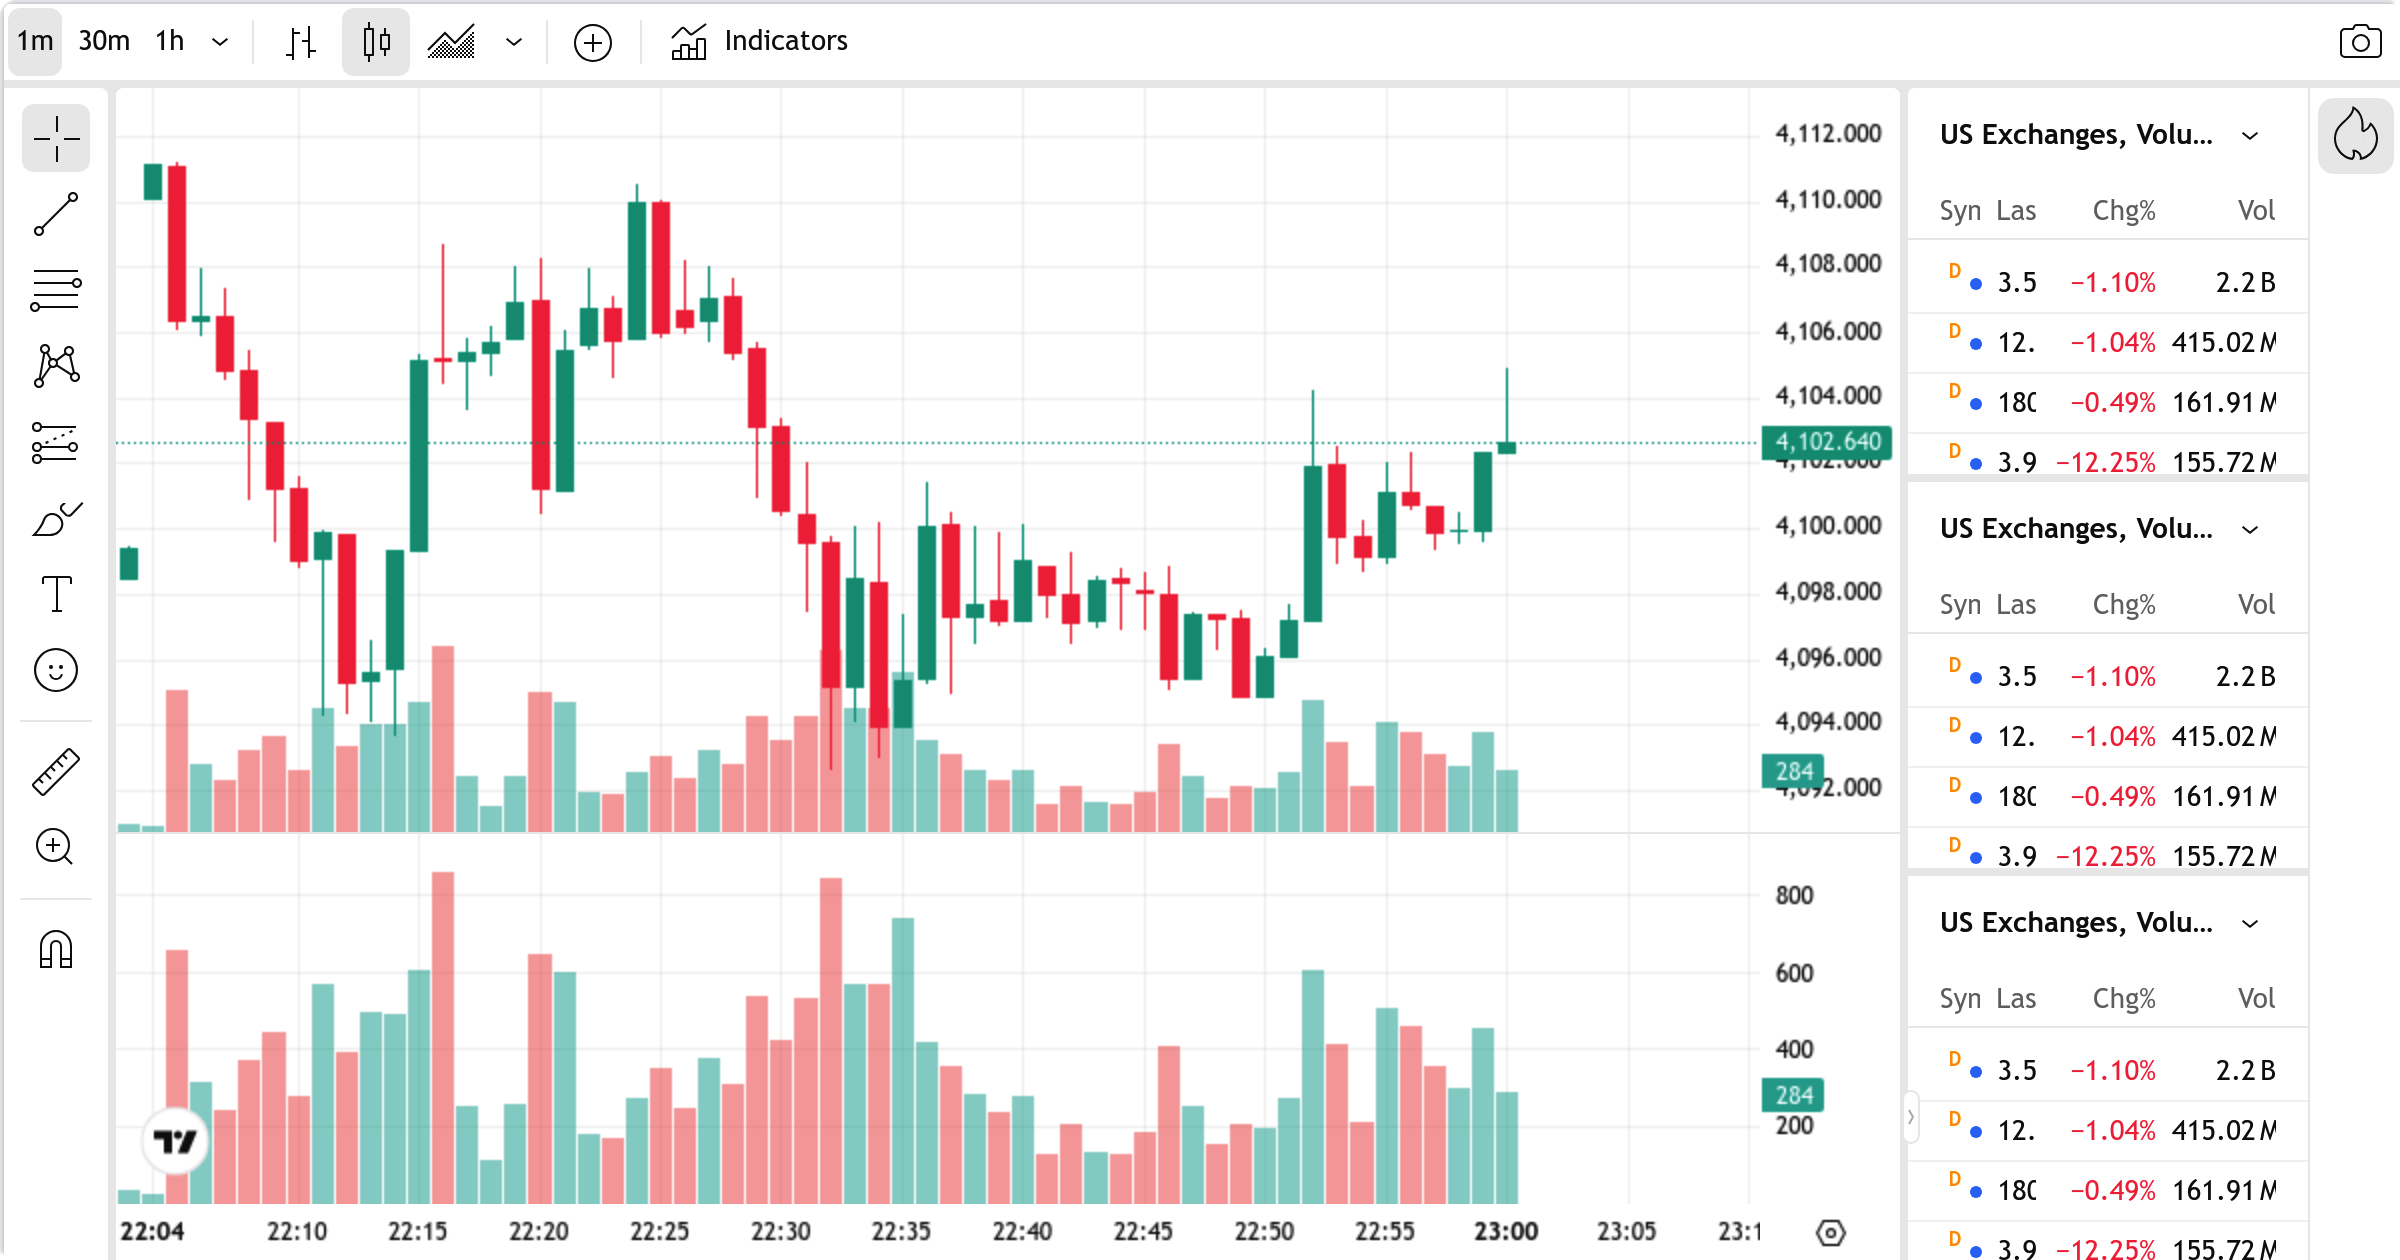 1m 30m 1h Indicators
4,112.000
4,110.000
4,108.000
4,106.000
4,104.000
4,102.640
4,102.000
4,100.000
4,098.000
4,096.000
4,094.000
284
4,092.000
800
600
400
284
200
22:04 22:10 22:15 22:20 22:25 22:30 22:35 22:40 22:45 22:50 22:55 23:00 23:05 23:1
US Exchanges, Volu...
Syn Las Chg% Vol
D 3.5 −1.10% 2.2 B
D 12. −1.04% 415.02 M
D 180 −0.49% 161.91 M
D 3.9 −12.25% 155.72 M
US Exchanges, Volu...
Syn Las Chg% Vol
D 3.5 −1.10% 2.2 B
D 12. −1.04% 415.02 M
D 180 −0.49% 161.91 M
D 3.9 −12.25% 155.72 M
US Exchanges, Volu...
Syn Las Chg% Vol
D 3.5 −1.10% 2.2 B
D 12. −1.04% 415.02 M
D 180 −0.49% 161.91 M
D 3.9 −12.25% 155.72 M